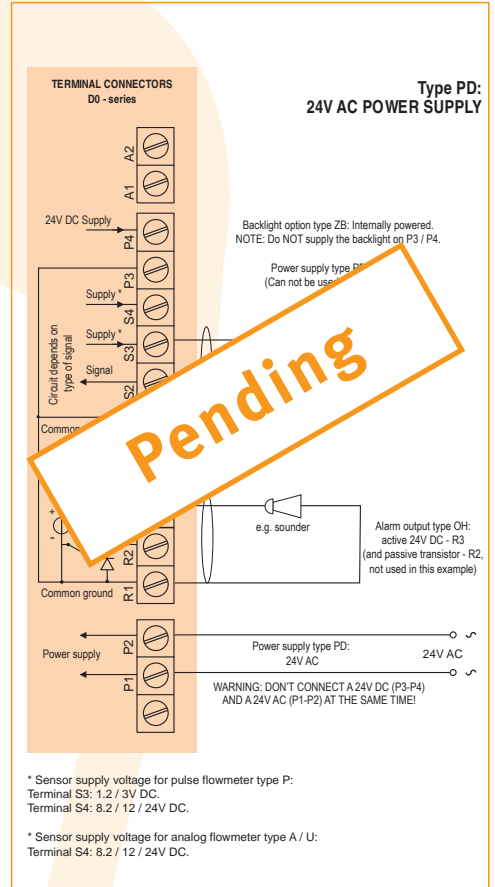 TERMINAL CONNECTORS
D0 - series
Type PD:
24V AC POWER SUPPLY
A2
A1
24V DC Supply
P4
Backlight option type ZB: Internally powered.
NOTE: Do NOT supply the backlight on P3 / P4.
P3
Power supply type
(Can not be
Supply *
S4
Supply *
S3
Signal
S2
Circuit depends on
type of signal
Common
Pending
+
-
e.g. sounder
R2
Alarm output type OH:
active 24V DC - R3
(and passive transistor - R2,
not used in this example)
Common ground
R1
Power supply
P2
P1
Power supply type PD:
24V AC
24V AC
WARNING: DON'T CONNECT A 24V DC (P3-P4)
AND A 24V AC (P1-P2) AT THE SAME TIME!
* Sensor supply voltage for pulse flowmeter type P:
Terminal S3: 1.2 / 3V DC.
Terminal S4: 8.2 / 12 / 24V DC.
* Sensor supply voltage for analog flowmeter type A / U:
Terminal S4: 8.2 / 12 / 24V DC.